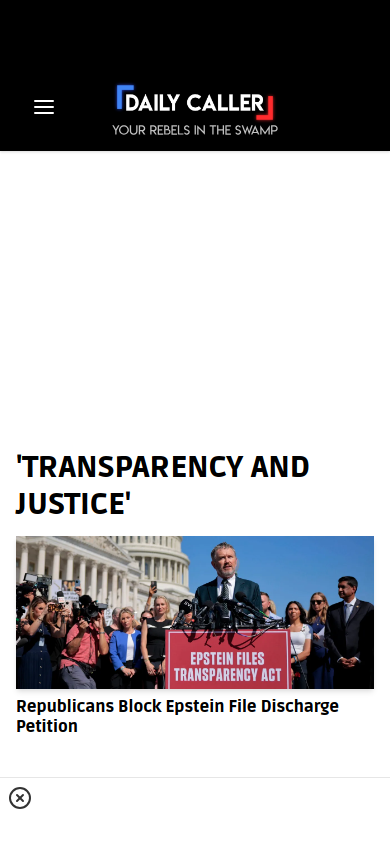 DAILY CALLER
YOUR REBELS IN THE SWAMP
'TRANSPARENCY AND
JUSTICE'
EPSTEIN FILES
TRANSPARENCY ACT
Republicans Block Epstein File Discharge
Petition